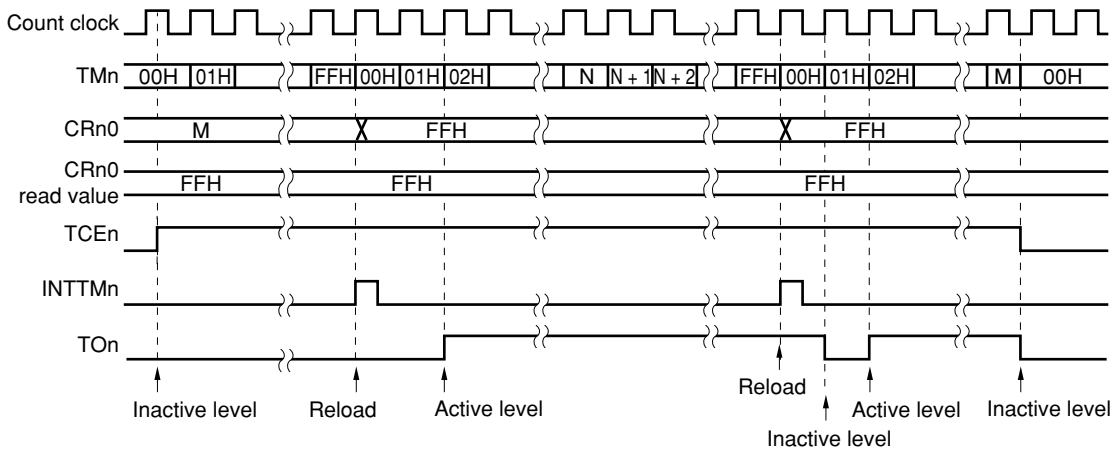 Count clock
TMn 00H 01H FFH 00H 01H 02H N N + 1 N + 2 FFH 00H 01H 02H M 00H
CRn0 M FFH FFH
CRn0
read value FFH FFH FFH
TCEn
INTTMn
TOn
Inactive level Reload Active level Reload Active level Inactive level
Inactive level